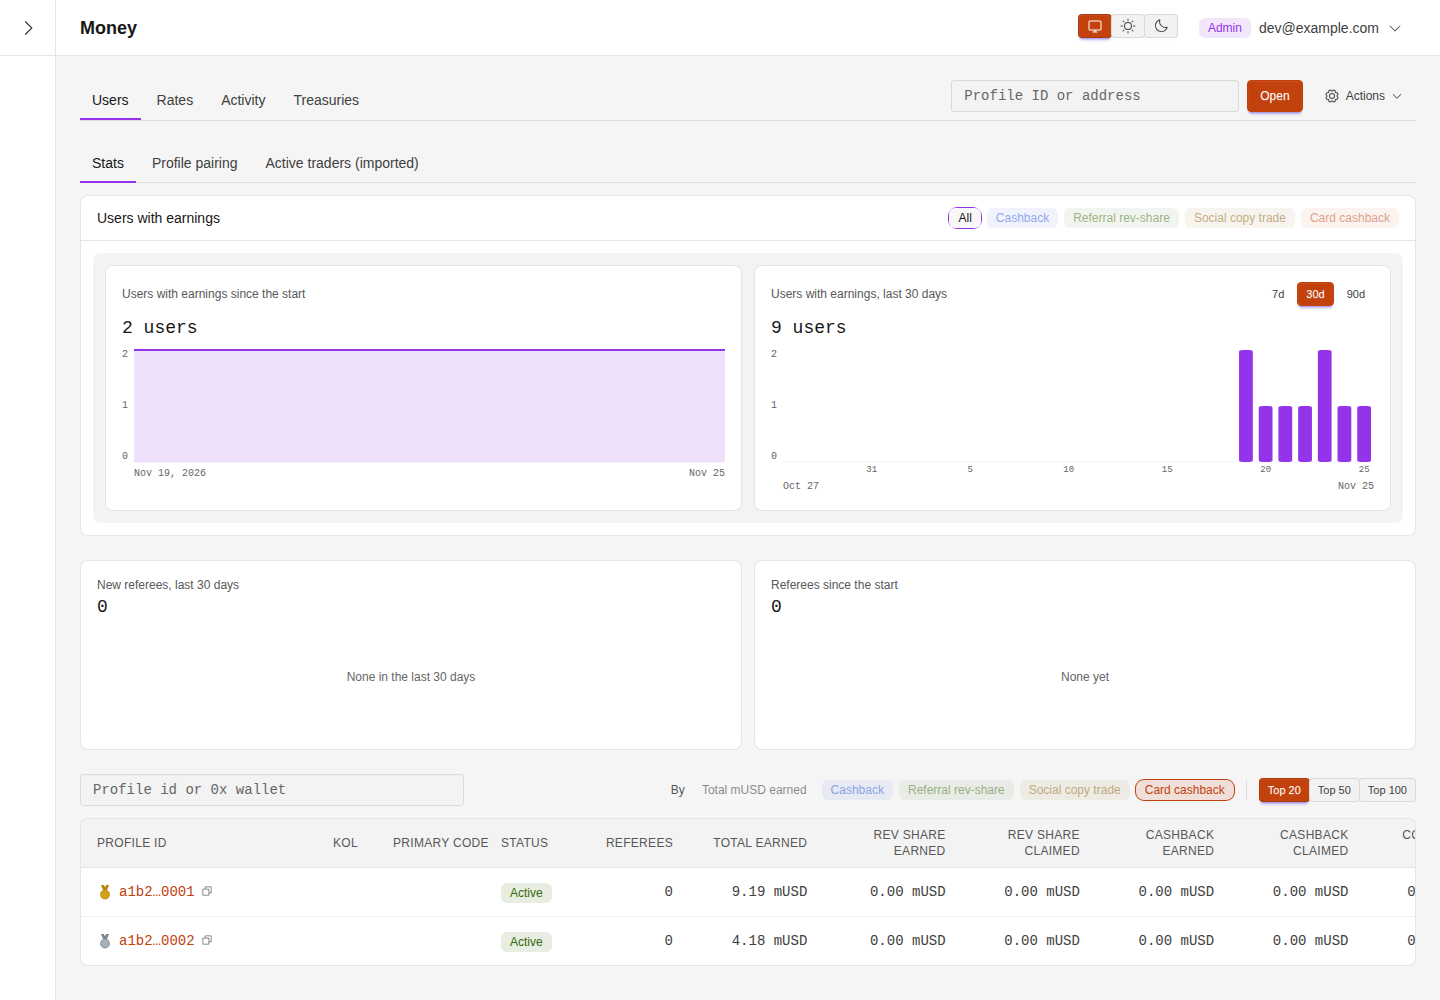 Money
Admin dev@example.com
Users Rates Activity Treasuries
Profile ID or address Open Actions
Stats Profile pairing Active traders (imported)
Users with earnings
All Cashback Referral rev-share Social copy trade Card cashback
Users with earnings since the start
2 users
2
1
0
Nov 19, 2026 Nov 25
Users with earnings, last 30 days
7d 30d 90d
9 users
2
1
0
31 5 10 15 20 25
Oct 27 Nov 25
New referees, last 30 days
0
None in the last 30 days
Referees since the start
0
None yet
Profile id or 0x wallet
By Total mUSD earned Cashback Referral rev-share Social copy trade Card cashback Top 20 Top 50 Top 100
PROFILE ID KOL PRIMARY CODE STATUS REFEREES TOTAL EARNED REV SHARE EARNED REV SHARE CLAIMED CASHBACK EARNED CASHBACK CLAIMED
a1b2…0001 Active 0 9.19 mUSD 0.00 mUSD 0.00 mUSD 0.00 mUSD 0.00 mUSD 0
a1b2…0002 Active 0 4.18 mUSD 0.00 mUSD 0.00 mUSD 0.00 mUSD 0.00 mUSD 0